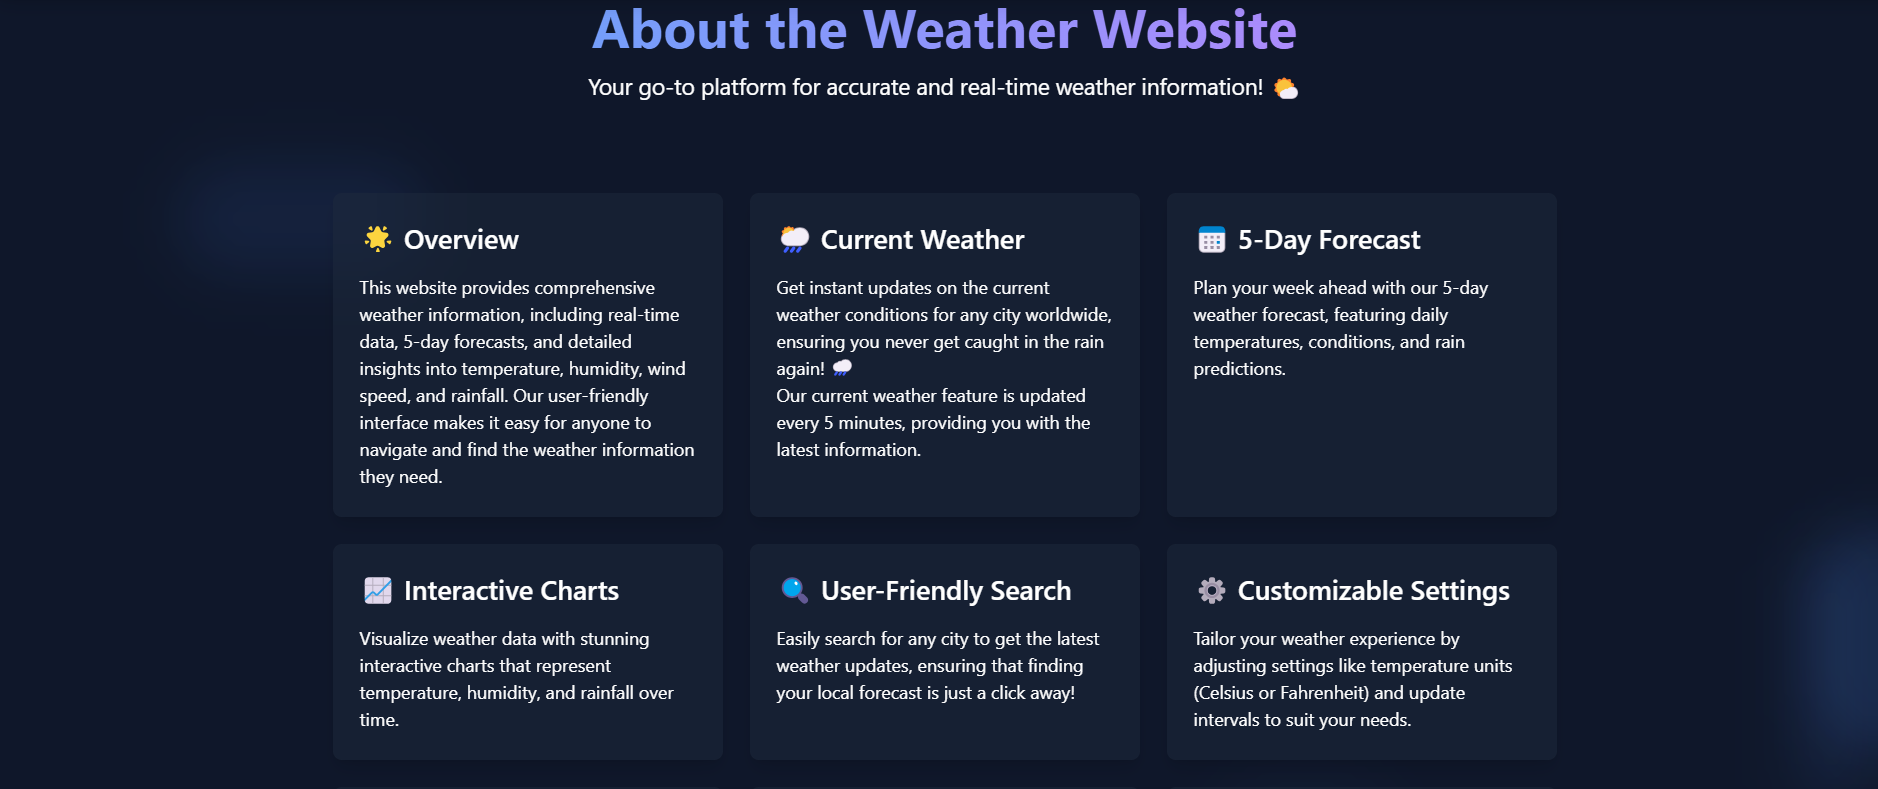 About the Weather Website
Your go-to platform for accurate and real-time weather information! 🌤️
🌟 Overview
This website provides comprehensive
weather information, including real-time
data, 5-day forecasts, and detailed
insights into temperature, humidity, wind
speed, and rainfall. Our user-friendly
interface makes it easy for anyone to
navigate and find the weather information
they need.
🌦️ Current Weather
Get instant updates on the current
weather conditions for any city worldwide,
ensuring you never get caught in the rain
again! 🌧️
Our current weather feature is updated
every 5 minutes, providing you with the
latest information.
📅 5-Day Forecast
Plan your week ahead with our 5-day
weather forecast, featuring daily
temperatures, conditions, and rain
predictions.
📈 Interactive Charts
Visualize weather data with stunning
interactive charts that represent
temperature, humidity, and rainfall over
time.
🔍 User-Friendly Search
Easily search for any city to get the latest
weather updates, ensuring that finding
your local forecast is just a click away!
⚙️ Customizable Settings
Tailor your weather experience by
adjusting settings like temperature units
(Celsius or Fahrenheit) and update
intervals to suit your needs.